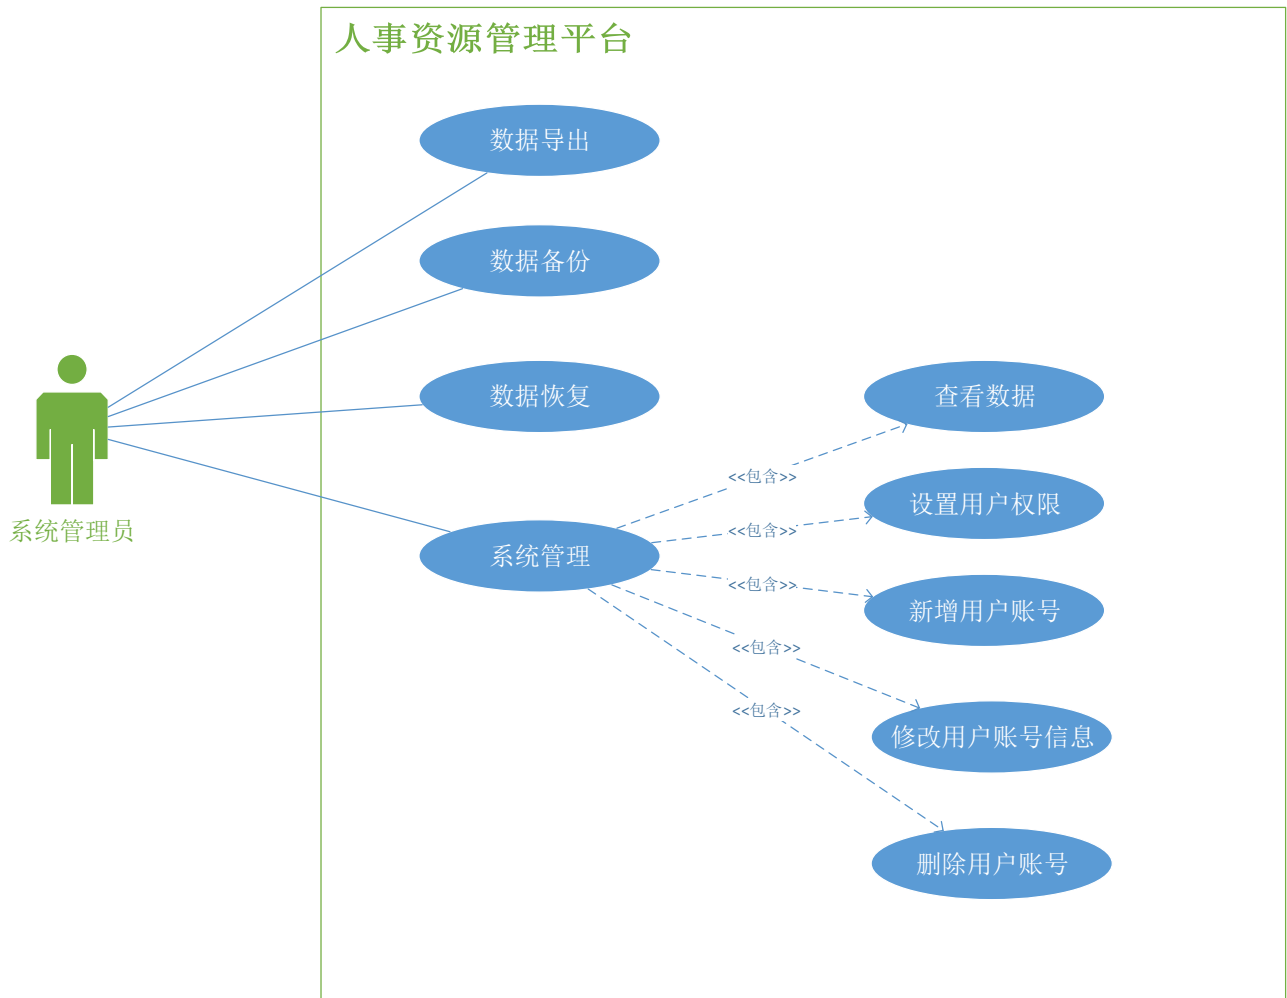 人事资源管理平台
数据导出
数据备份
数据恢复
查看数据
<<包含>>
设置用户权限
<<包含>>
系统管理员
系统管理
<<包含>>
新增用户账号
<<包含>>
<<包含>>
修改用户账号信息
删除用户账号